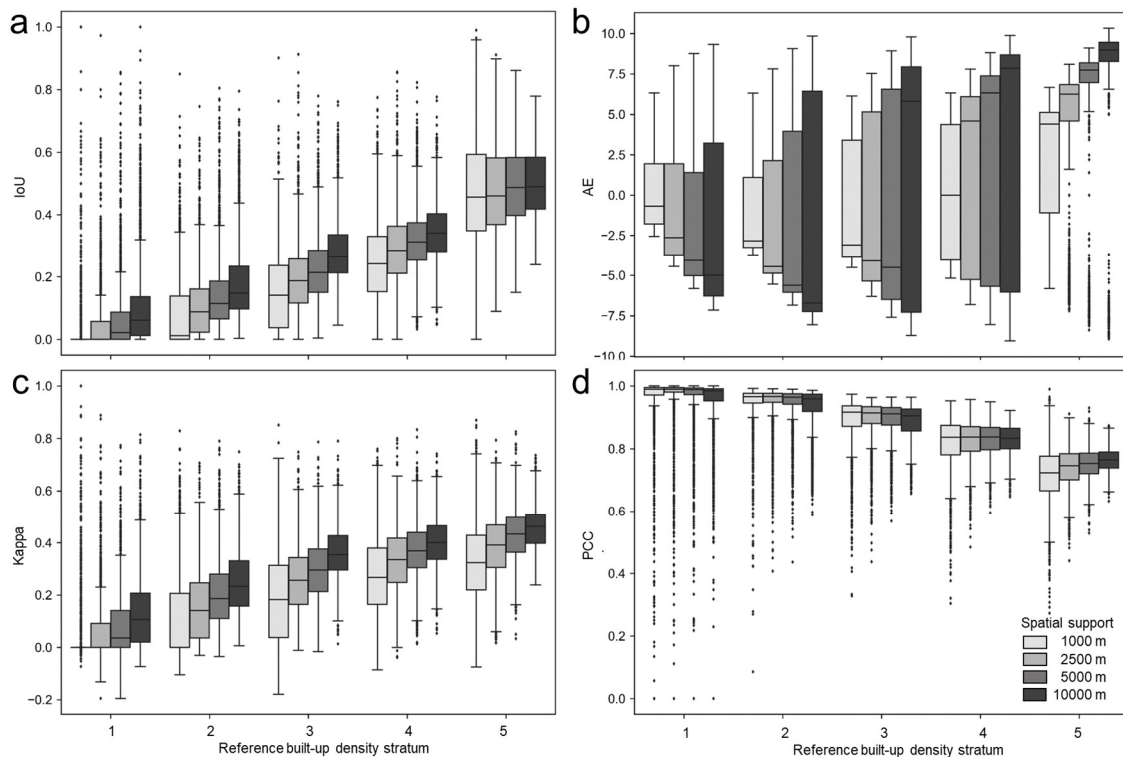 a
1.0
0.8
0.6
0.4
0.2
0.0
IoU
b
10.0
7.5
5.0
2.5
0.0
−2.5
−5.0
−7.5
−10.0
AE
c
1.0
0.8
0.6
0.4
0.2
0.0
−0.2
Kappa
1 2 3 4 5
Reference built-up density stratum
d
1.0
0.8
0.6
0.4
0.2
0.0
PCC
Spatial support
1000 m
2500 m
5000 m
10000 m
1 2 3 4 5
Reference built-up density stratum